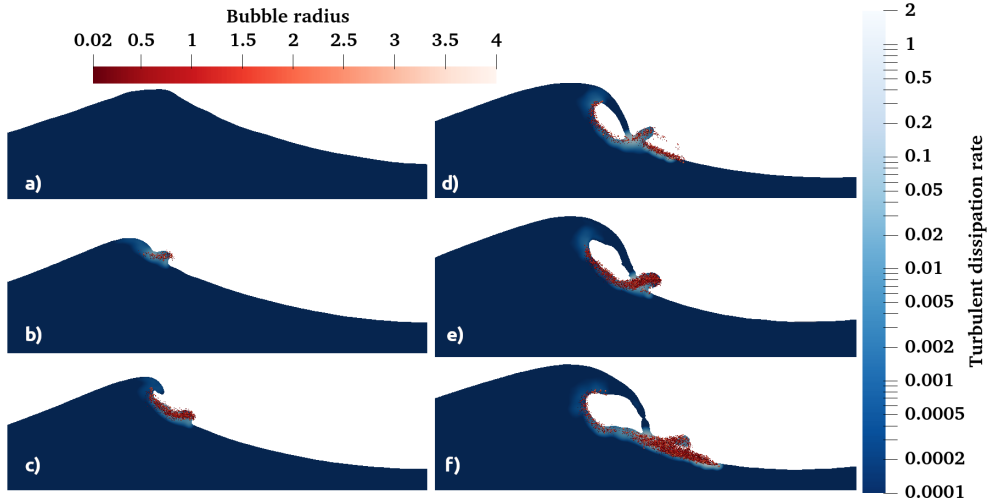 Bubble radius
0.02 0.5 1 1.5 2 2.5 3 3.5 4
a)
b)
c)
d)
e)
f)
2
1
0.5
0.2
0.1
0.05
0.02
0.01
0.005
0.002
0.001
0.0005
0.0002
0.0001
Turbulent dissipation rate